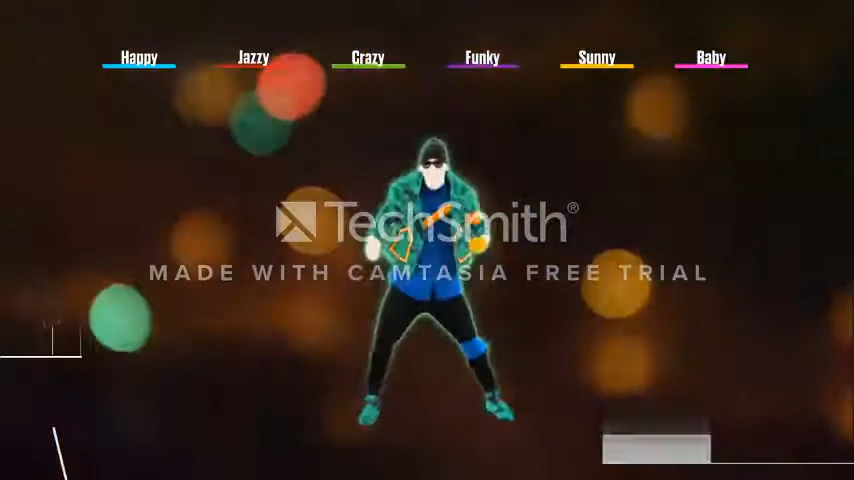 Happy Jazzy Crazy Funky Sunny Baby
TechSmith®
MADE WITH CAMTASIA FREE TRIAL